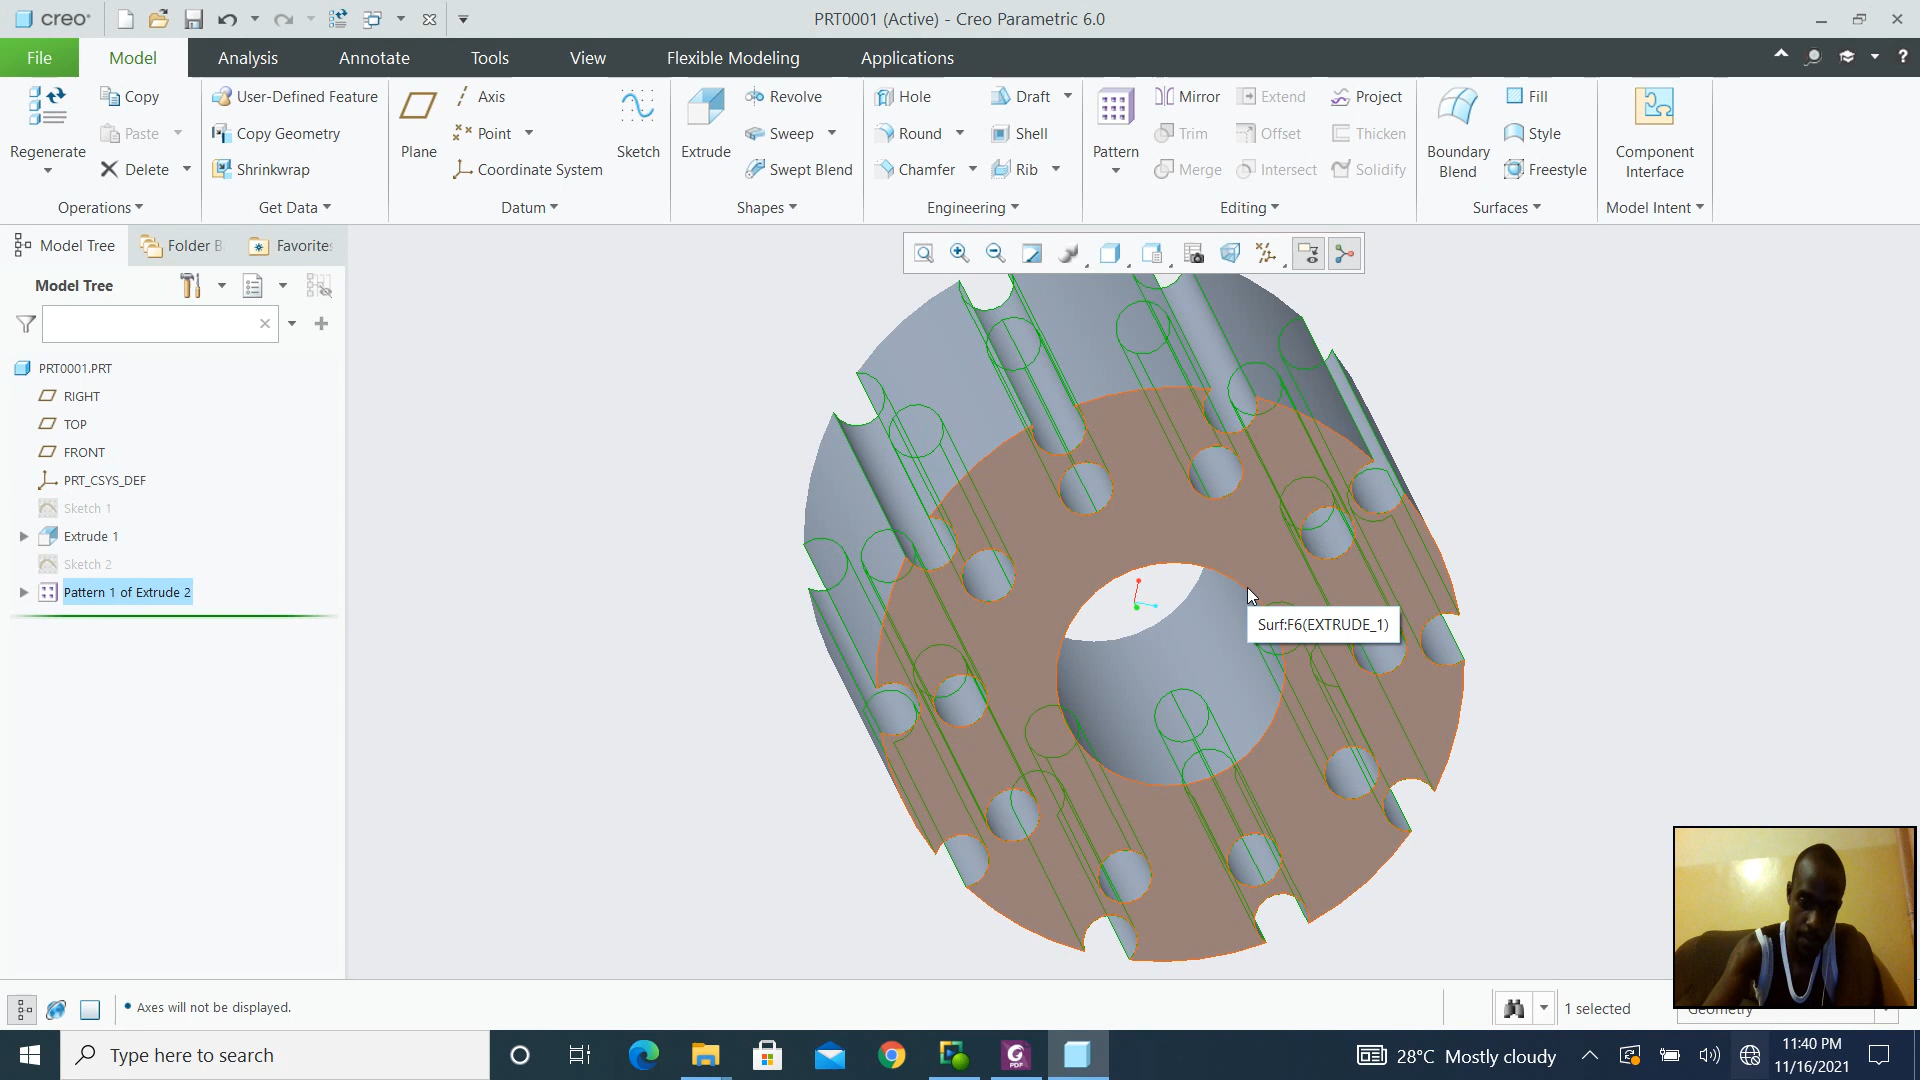 creo
PRT0001 (Active) - Creo Parametric 6.0
File
Model
Analysis
Annotate
Tools
View
Flexible Modeling
Applications
Regenerate
Copy
Paste
Delete
Operations
User-Defined Feature
Copy Geometry
Shrinkwrap
Get Data
Plane
Axis
Point
Coordinate System
Sketch
Datum
Extrude
Revolve
Sweep
Swept Blend
Shapes
Hole
Round
Chamfer
Draft
Shell
Rib
Engineering
Pattern
Mirror
Trim
Merge
Extend
Offset
Intersect
Project
Thicken
Solidify
Editing
Boundary
Blend
Fill
Style
Freestyle
Surfaces
Component
Interface
Model Intent
Model Tree
Folder B
Favorite
Model Tree
PRT0001.PRT
RIGHT
TOP
FRONT
PRT_CSYS_DEF
Sketch 1
Extrude 1
Sketch 2
Pattern 1 of Extrude 2
Surf:F6(EXTRUDE_1)
Axes will not be displayed.
1 selected
Geometry
Type here to search
PDF
28°C Mostly cloudy
11:40 PM
11/16/2021